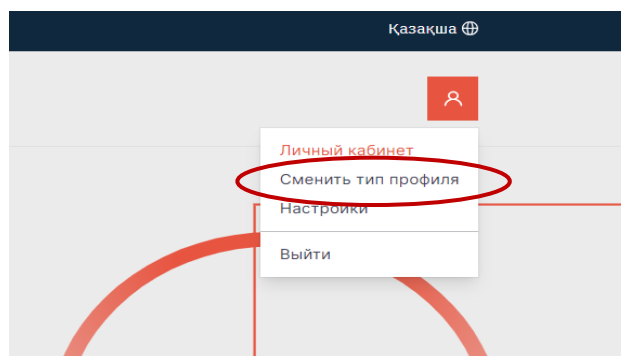 Қазақша
Личный кабинет
Сменить тип профиля
Настройки
Выйти